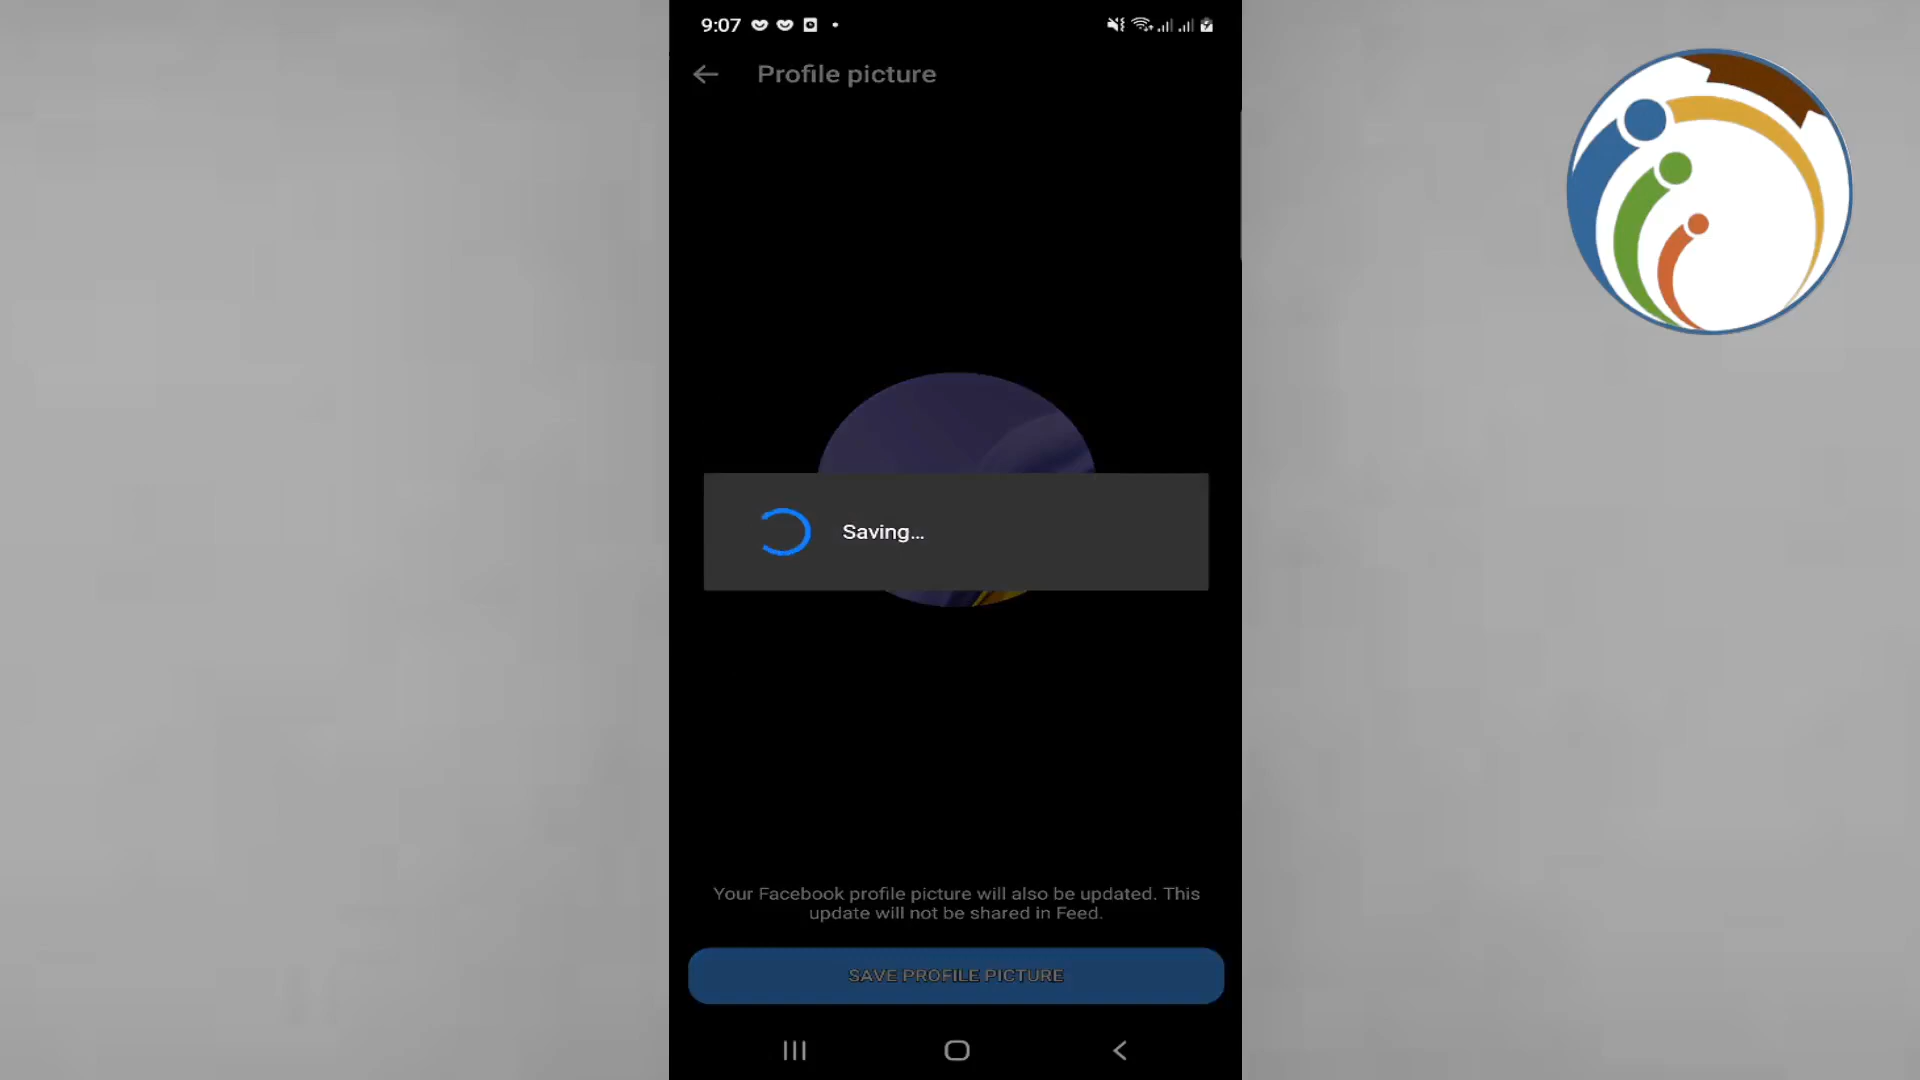 9:07
Profile picture
Saving...
Your Facebook profile picture will also be updated. This
update will not be shared in Feed.
SAVE PROFILE PICTURE